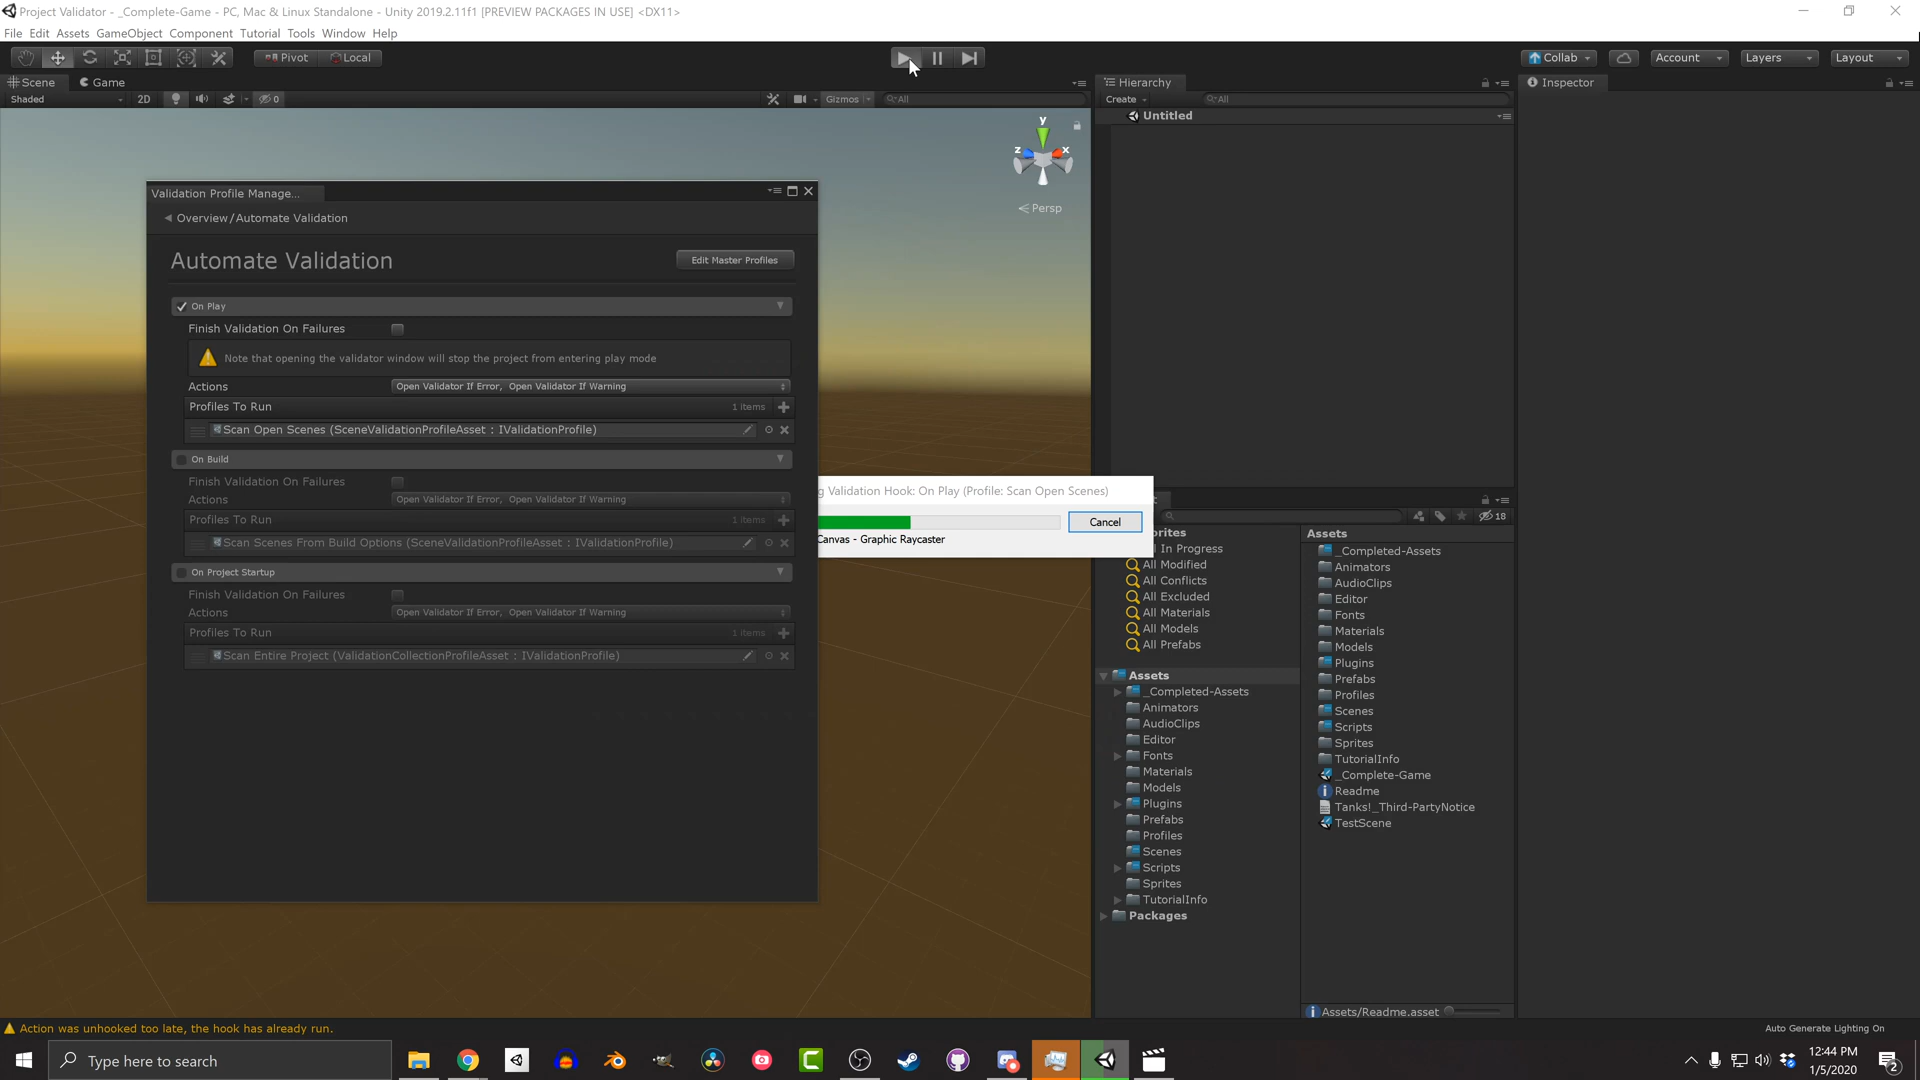 Project Validator - _Complete-Game - PC, Mac & Linux Standalone - Unity 2019.2.11f1 [PREVIEW PACKAGES IN USE] <DX11>
File Edit Assets GameObject Component Tutorial Tools Window Help
Pivot Local Collab Account Layers Layout
Scene Game Hierarchy Inspector
Shaded 2D 0 Gizmos All Create All
Untitled
y
z x
Persp
Validation Profile Manage...
Overview/Automate Validation
Automate Validation Edit Master Profiles
On Play
Finish Validation On Failures
Note that opening the validator window will stop the project from entering play mode
Actions Open Validator If Error, Open Validator If Warning
Profiles To Run 1 items
Scan Open Scenes (SceneValidationProfileAsset : IValidationProfile)
On Build
Finish Validation On Failures
Actions Open Validator If Error, Open Validator If Warning
Profiles To Run 1 items
Scan Scenes From Build Options (SceneValidationProfileAsset : IValidationProfile)
On Project Startup
Finish Validation On Failures
Actions Open Validator If Error, Open Validator If Warning
Profiles To Run 1 items
Scan Entire Project (ValidationCollectionProfileAsset : IValidationProfile)
g Validation Hook: On Play (Profile: Scan Open Scenes)
Cancel
Canvas - Graphic Raycaster
18
orites
ll In Progress
All Modified
All Conflicts
All Excluded
All Materials
All Models
All Prefabs
Assets
_Completed-Assets
Animators
AudioClips
Editor
Fonts
Materials
Models
Plugins
Prefabs
Profiles
Scenes
Scripts
Sprites
TutorialInfo
Packages
Assets
_Completed-Assets
Animators
AudioClips
Editor
Fonts
Materials
Models
Plugins
Prefabs
Profiles
Scenes
Scripts
Sprites
TutorialInfo
_Complete-Game
Readme
Tanks!_Third-PartyNotice
TestScene
Assets/Readme.asset
Action was unhooked too late, the hook has already run.
Auto Generate Lighting On
Type here to search
12:44 PM
1/5/2020
2